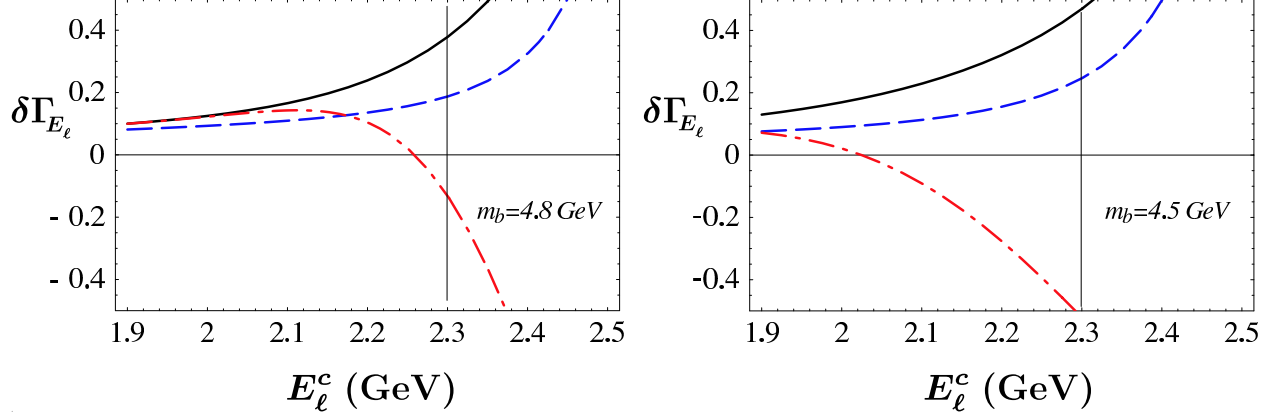 0.4
0.2
0
- 0.2
- 0.4
δΓ_{E_ℓ}
m_b=4.8 GeV
1.9 2 2.1 2.2 2.3 2.4 2.5
E_ℓ^c (GeV)
0.4
0.2
0
-0.2
-0.4
δΓ_{E_ℓ}
m_b=4.5 GeV
1.9 2 2.1 2.2 2.3 2.4 2.5
E_ℓ^c (GeV)